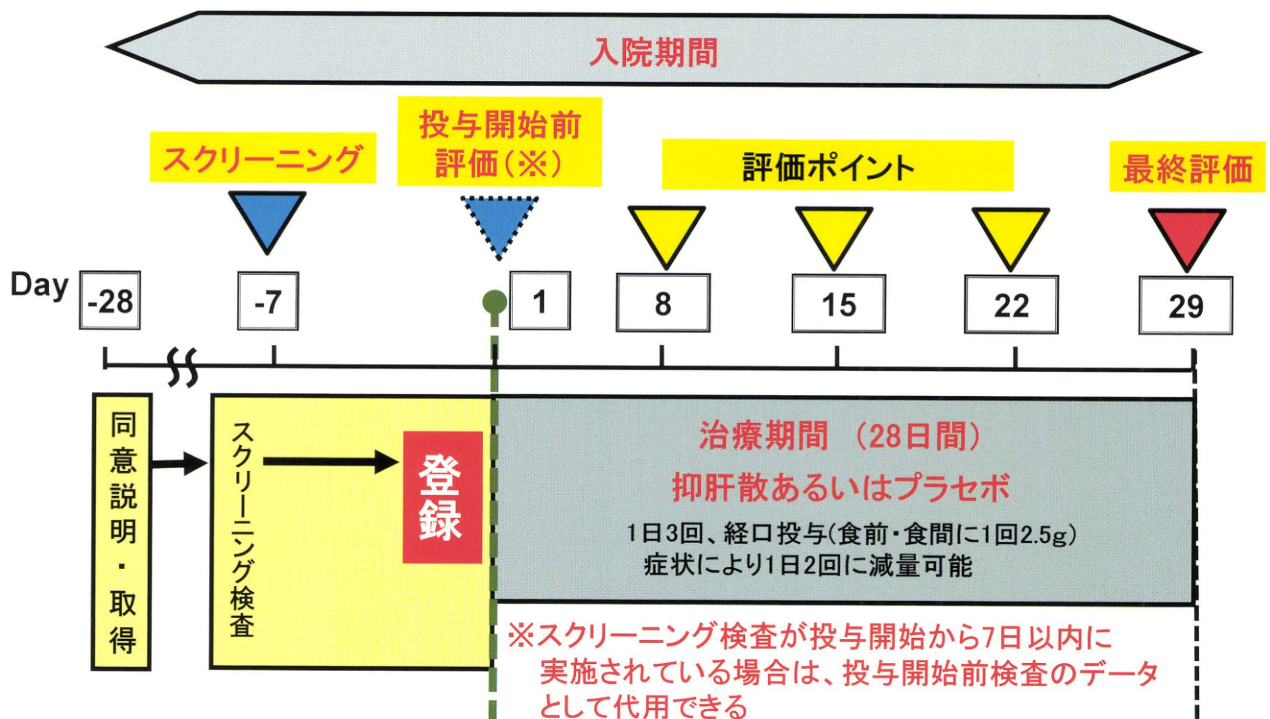 入院期間
スクリーニング
投与開始前
評価(※)
評価ポイント
最終評価
Day -28 -7 1 8 15 22 29
同意説明・取得
スクリーニング検査
登録
治療期間 (28日間)
抑肝散あるいはプラセボ
1日3回、経口投与(食前・食間に1回2.5g)
症状により1日2回に減量可能
※スクリーニング検査が投与開始から7日以内に
実施されている場合は、投与開始前検査のデータ
として代用できる